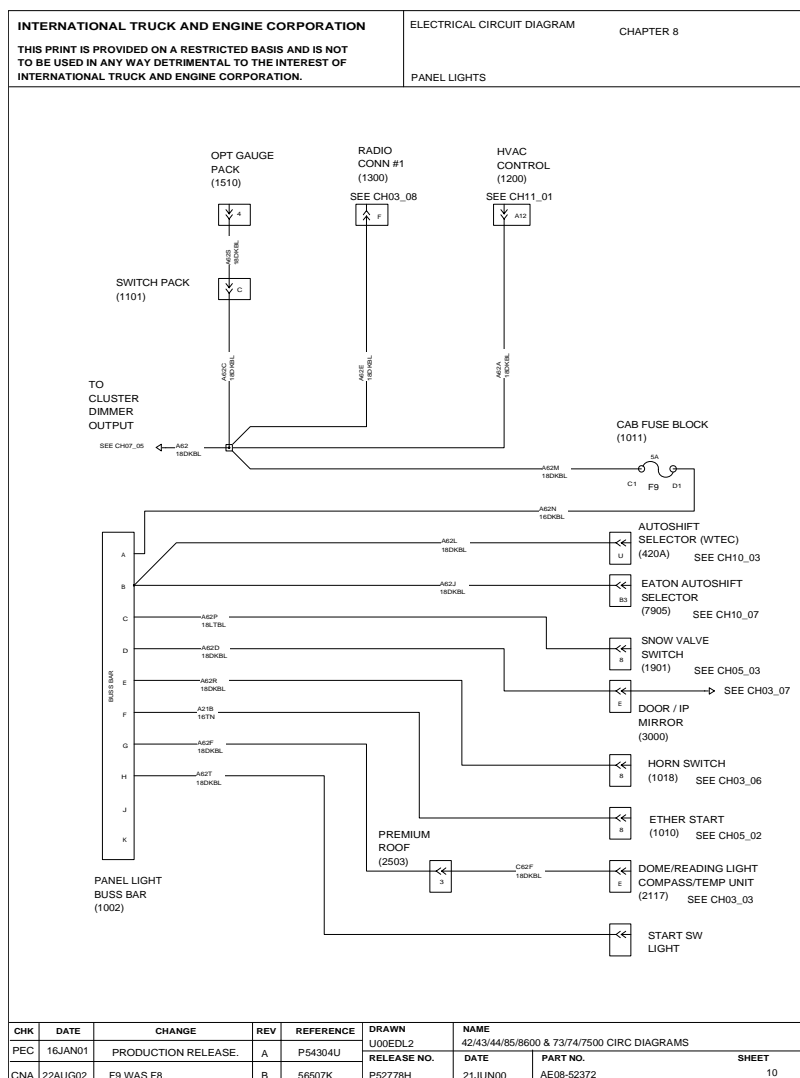 INTERNATIONAL TRUCK AND ENGINE CORPORATION
THIS PRINT IS PROVIDED ON A RESTRICTED BASIS AND IS NOT
TO BE USED IN ANY WAY DETRIMENTAL TO THE INTEREST OF
INTERNATIONAL TRUCK AND ENGINE CORPORATION.
ELECTRICAL CIRCUIT DIAGRAM
CHAPTER 8
PANEL LIGHTS
OPT GAUGE
PACK
(1510)
4
RADIO
CONN #1
(1300)
SEE CH03_08
F
HVAC
CONTROL
(1200)
SEE CH11_01
A12
A62S
18DKBL
SWITCH PACK
(1101)
C
A62C
18DKBL
A62E
18DKBL
A62A
18DKBL
TO
CLUSTER
DIMMER
OUTPUT
SEE CH07_05
A62
18DKBL
CAB FUSE BLOCK
(1011)
5A
C1
F9
D1
A62M
18DKBL
A62N
16DKBL
BUSS BAR
A
B
C
D
E
F
G
H
J
K
PANEL LIGHT
BUSS BAR
(1002)
A62L
18DKBL
U
AUTOSHIFT
SELECTOR (WTEC)
(420A)
SEE CH10_03
A62J
18DKBL
B3
EATON AUTOSHIFT
SELECTOR
(7905)
SEE CH10_07
A62P
18LTBL
8
SNOW VALVE
SWITCH
(1901)
SEE CH05_03
A62D
18DKBL
E
SEE CH03_07
DOOR / IP
MIRROR
(3000)
A62R
18DKBL
8
HORN SWITCH
(1018)
SEE CH03_06
A21B
16TN
8
ETHER START
(1010)
SEE CH05_02
A62F
18DKBL
PREMIUM
ROOF
(2503)
3
C62F
18DKBL
E
DOME/READING LIGHT
COMPASS/TEMP UNIT
(2117)
SEE CH03_03
A62T
18DKBL
START SW
LIGHT
CHK DATE CHANGE REV REFERENCE
PEC 16JAN01 PRODUCTION RELEASE. A P54304U
CNA 22AUG02 F9 WAS F8 B 56507K
DRAWN
U00EDL2
NAME
42/43/44/85/8600 & 73/74/7500 CIRC DIAGRAMS
RELEASE NO. DATE PART NO. SHEET
P52778H 21JUN00 AE08-52372 10